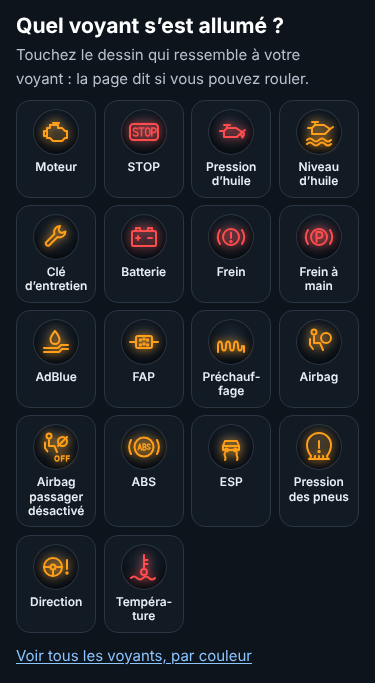 Quel voyant s’est allumé ?
Touchez le dessin qui ressemble à votre
voyant : la page dit si vous pouvez rouler.
Moteur
STOP
STOP
Pression
d’huile
Niveau
d’huile
Clé
d’entretien
Batterie
Frein
P
Frein à
main
AdBlue
FAP
Préchauf-
fage
Airbag
OFF
Airbag
passager
désactivé
ABS
ABS
ESP
Pression
des pneus
Direction
Tempéra-
ture
Voir tous les voyants, par couleur